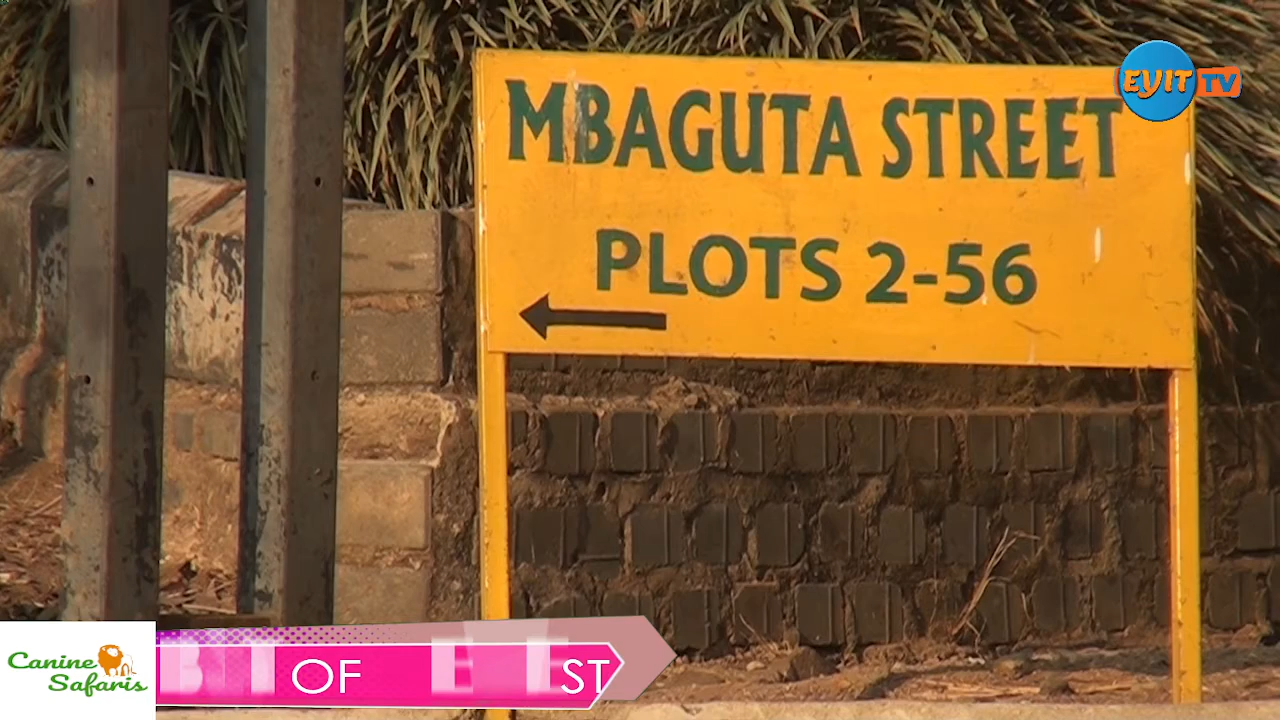 MBAGUTA STREET
PLOTS 2-56
EYIT TV
Canine
Safaris
OF ST